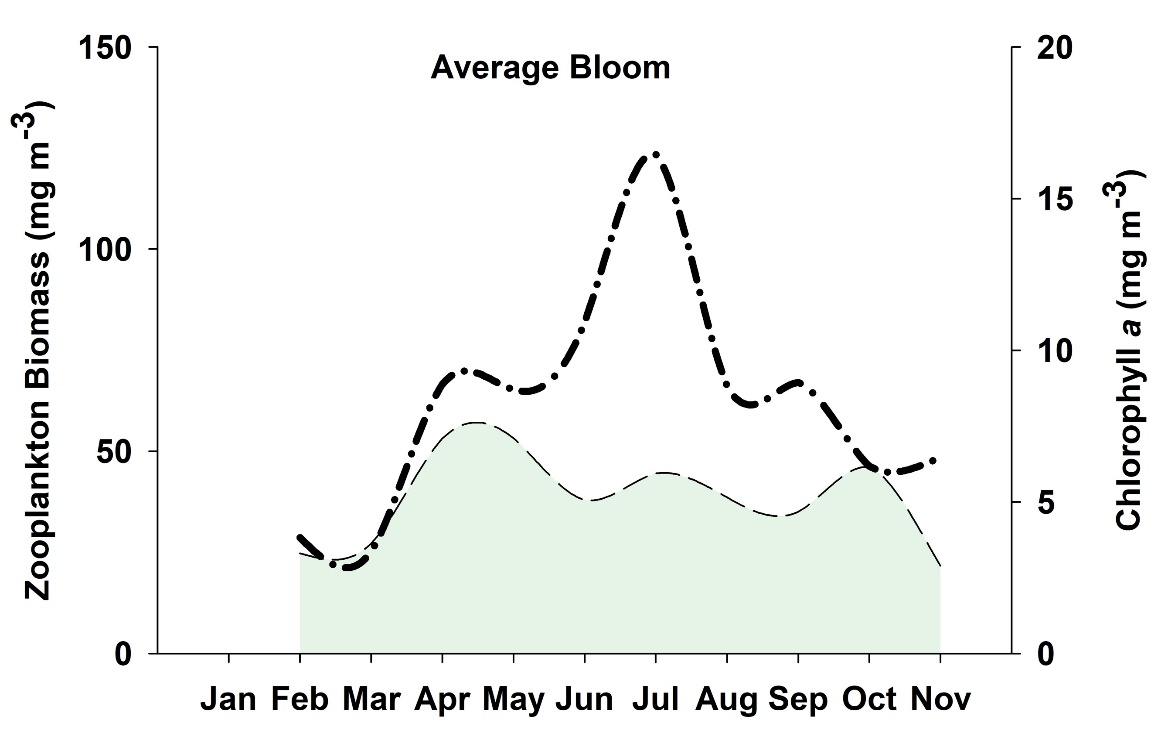 Average Bloom
Zooplankton Biomass (mg m⁻³)
150
100
50
0
20
15
10
5
0
Chlorophyll a (mg m⁻³)
Jan Feb Mar Apr May Jun Jul Aug Sep Oct Nov